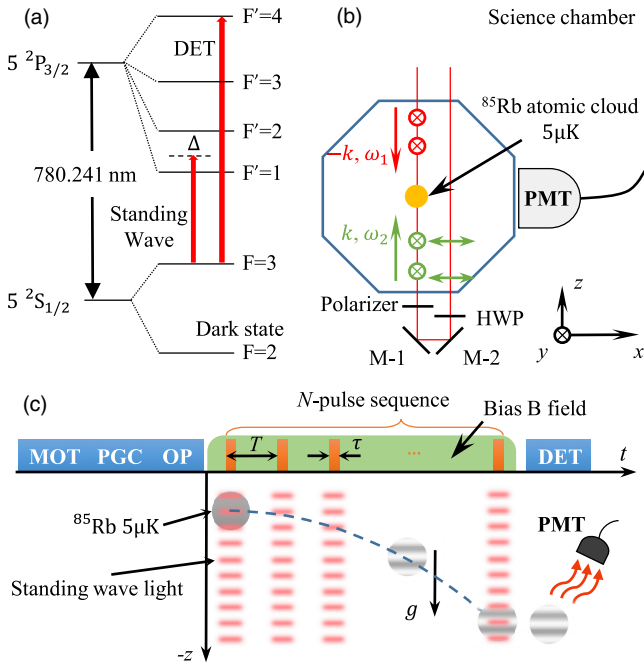 (a)
F′=4
DET
5 ²P₃/₂
F′=3
F′=2
Δ
F′=1
780.241 nm
Standing
Wave
F=3
5 ²S₁/₂
Dark state
F=2
(b)
Science chamber
⁸⁵Rb atomic cloud
5μK
−k, ω₁
PMT
k, ω₂
Polarizer
HWP
M-1
M-2
z
y
x
(c)
N-pulse sequence
Bias B field
MOT PGC OP
T
τ
...
DET
t
⁸⁵Rb 5μK
PMT
Standing wave light
g
-z